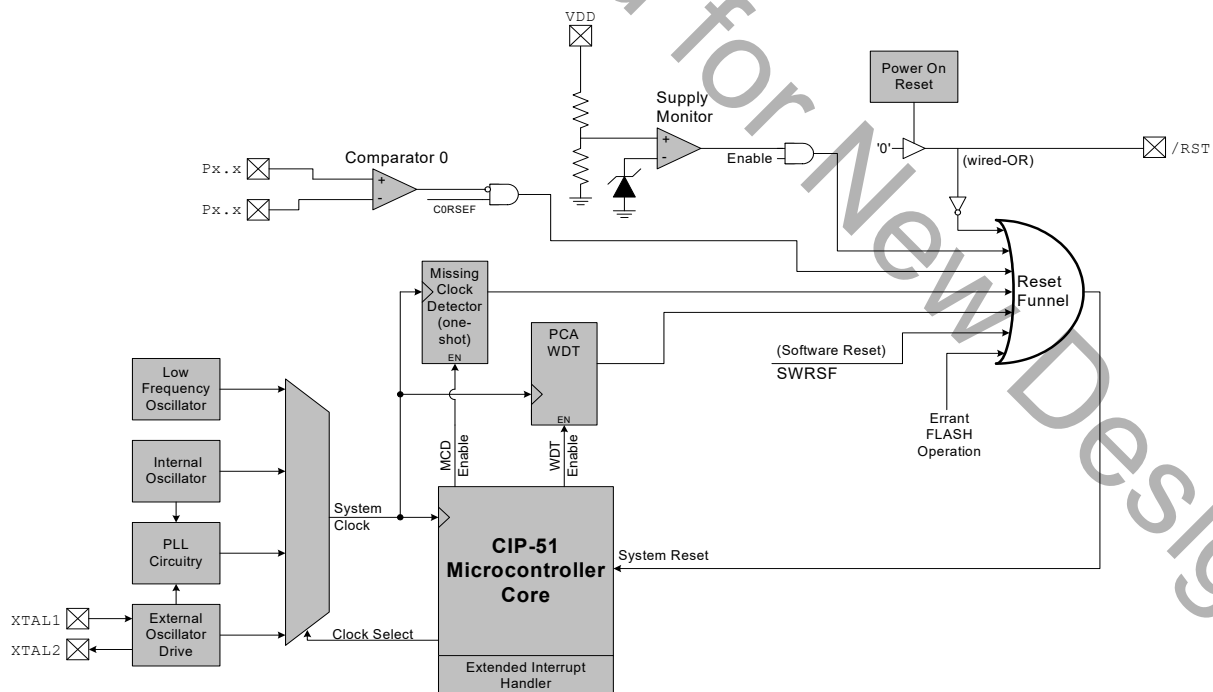 d for New Desig
VDD
Power On
Reset
Supply
Monitor
+
-
Enable
'0'
(wired-OR)
/RST
Px.x
Px.x
Comparator 0
+
-
C0RSEF
Missing
Clock
Detector
(one-
shot)
EN
PCA
WDT
EN
Reset
Funnel
(Software Reset)
SWRSF
Errant
FLASH
Operation
Low
Frequency
Oscillator
Internal
Oscillator
PLL
Circuitry
XTAL1
XTAL2
External
Oscillator
Drive
System
Clock
Clock Select
MCD
Enable
WDT
Enable
CIP-51
Microcontroller
Core
System Reset
Extended Interrupt
Handler